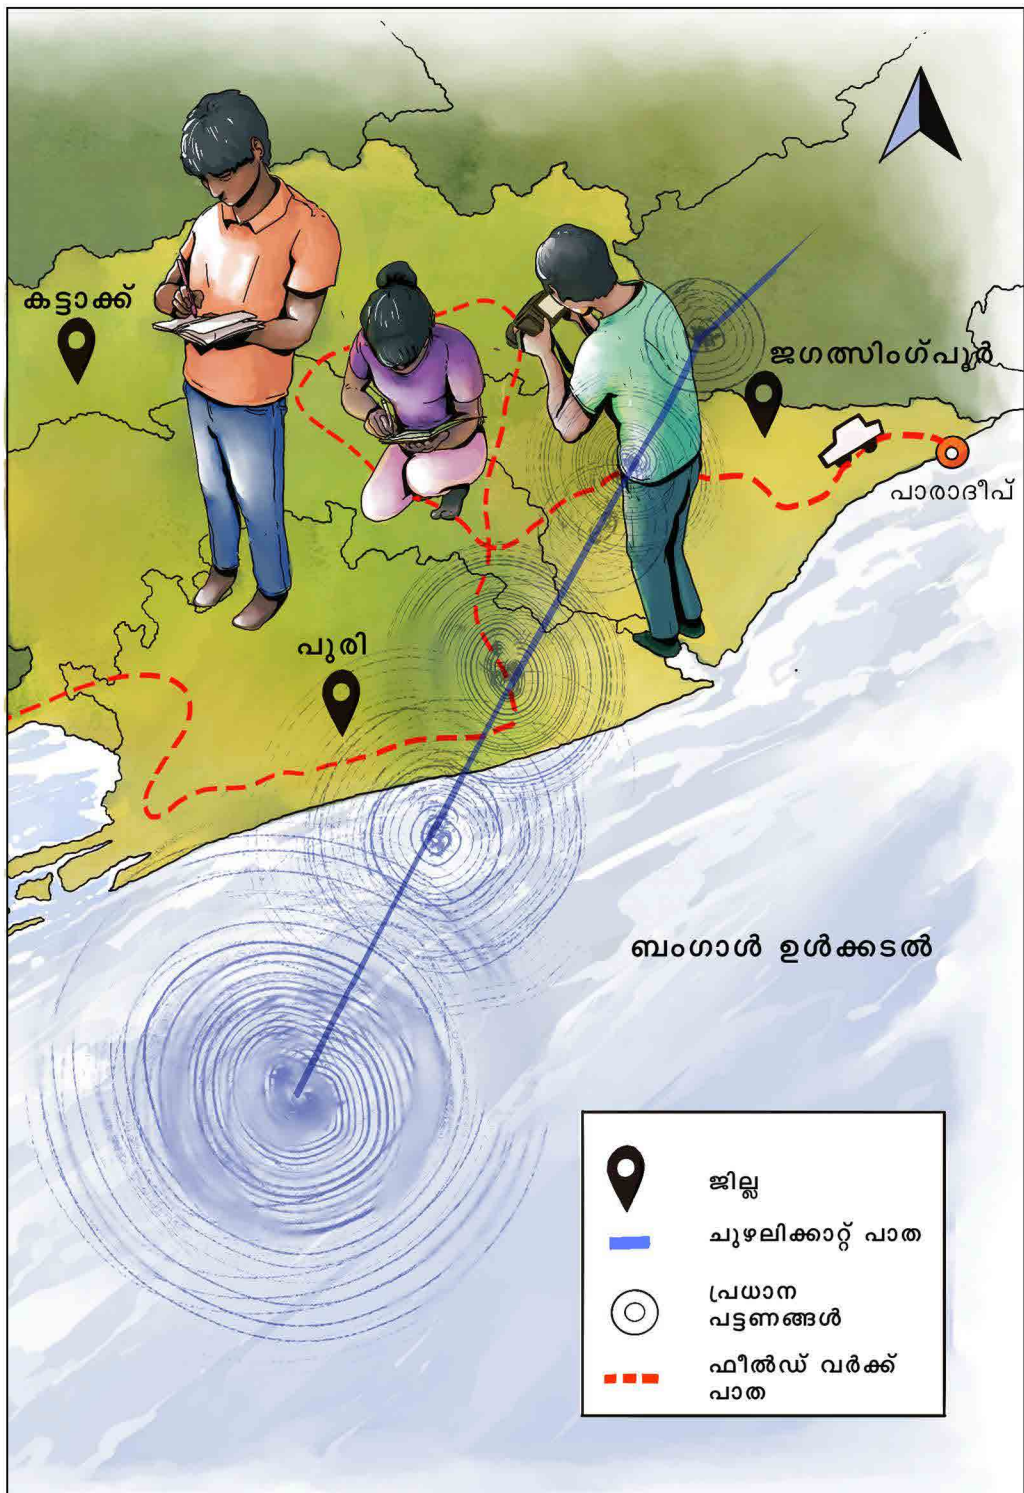 കട്ടാക്ക്
ജഗത്സിംഗ്പൂർ
പാരാദീപ്
പുരി
ബംഗാൾ ഉൾക്കടൽ
ജില്ല
ചുഴലിക്കാറ്റ് പാത
പ്രധാന
പട്ടണങ്ങൾ
ഫീൽഡ് വർക്ക്
പാത